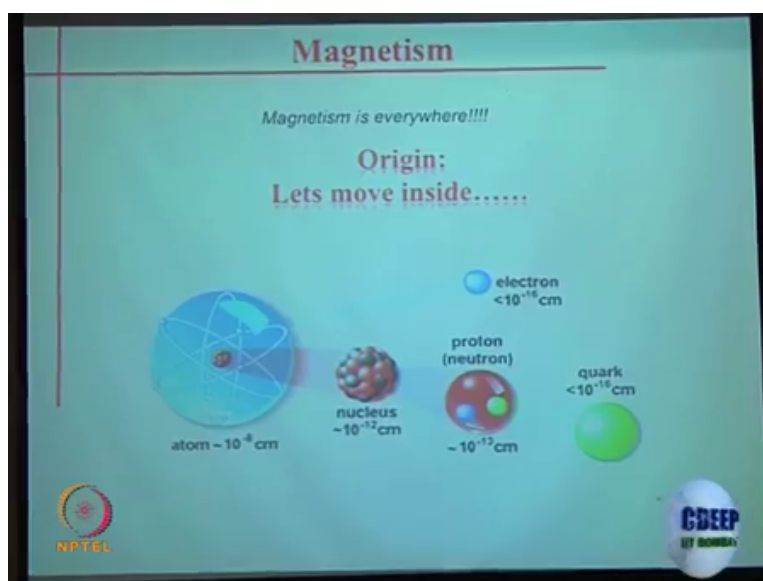 Magnetism
Magnetism is everywhere!!!!
Origin:
Lets move inside......
electron
<10⁻¹⁶cm
proton
(neutron)
quark
<10⁻¹⁶cm
nucleus
~10⁻¹²cm
atom ~ 10⁻⁸cm
~ 10⁻¹³cm
NPTEL
CDEEP
IIT BOMBAY